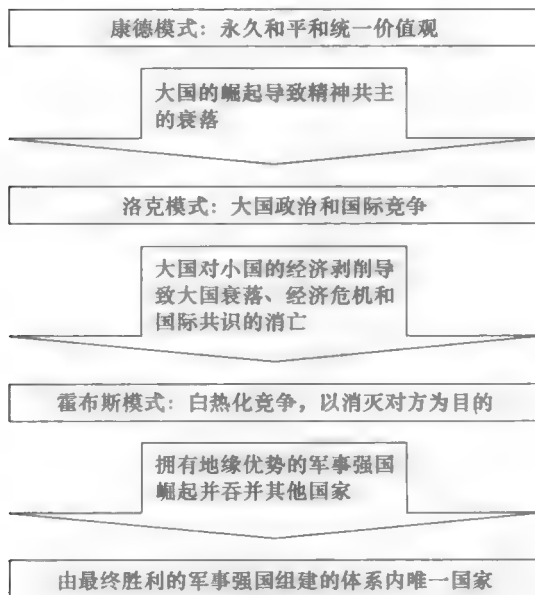 康德模式：永久和平和统一价值观
大国的崛起导致精神共主
的衰落
洛克模式：大国政治和国际竞争
大国对小国的经济剥削导
致大国衰落、经济危机和
国际共识的消亡
霍布斯模式：白热化竞争，以消灭对方为目的
拥有地缘优势的军事强国
崛起并吞并其他国家
由最终胜利的军事强国组建的体系内唯一国家